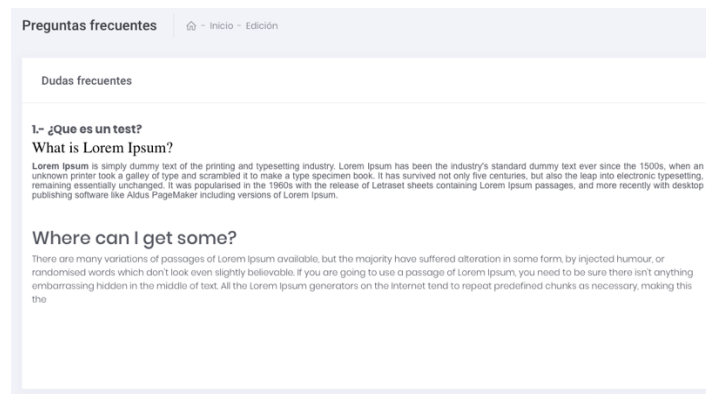 Preguntas frecuentes - Inicio - Edición
Dudas frecuentes
1.- ¿Que es un test?
What is Lorem Ipsum?
Lorem Ipsum is simply dummy text of the printing and typesetting industry. Lorem Ipsum has been the industry's standard dummy text ever since the 1500s, when an
unknown printer took a galley of type and scrambled it to make a type specimen book. It has survived not only five centuries, but also the leap into electronic typesetting,
remaining essentially unchanged. It was popularised in the 1960s with the release of Letraset sheets containing Lorem Ipsum passages, and more recently with desktop
publishing software like Aldus PageMaker including versions of Lorem Ipsum.
Where can I get some?
There are many variations of passages of Lorem Ipsum available, but the majority have suffered alteration in some form, by injected humour, or
randomised words which don't look even slightly believable. If you are going to use a passage of Lorem Ipsum, you need to be sure there isn't anything
embarrassing hidden in the middle of text. All the Lorem Ipsum generators on the Internet tend to repeat predefined chunks as necessary, making this
the